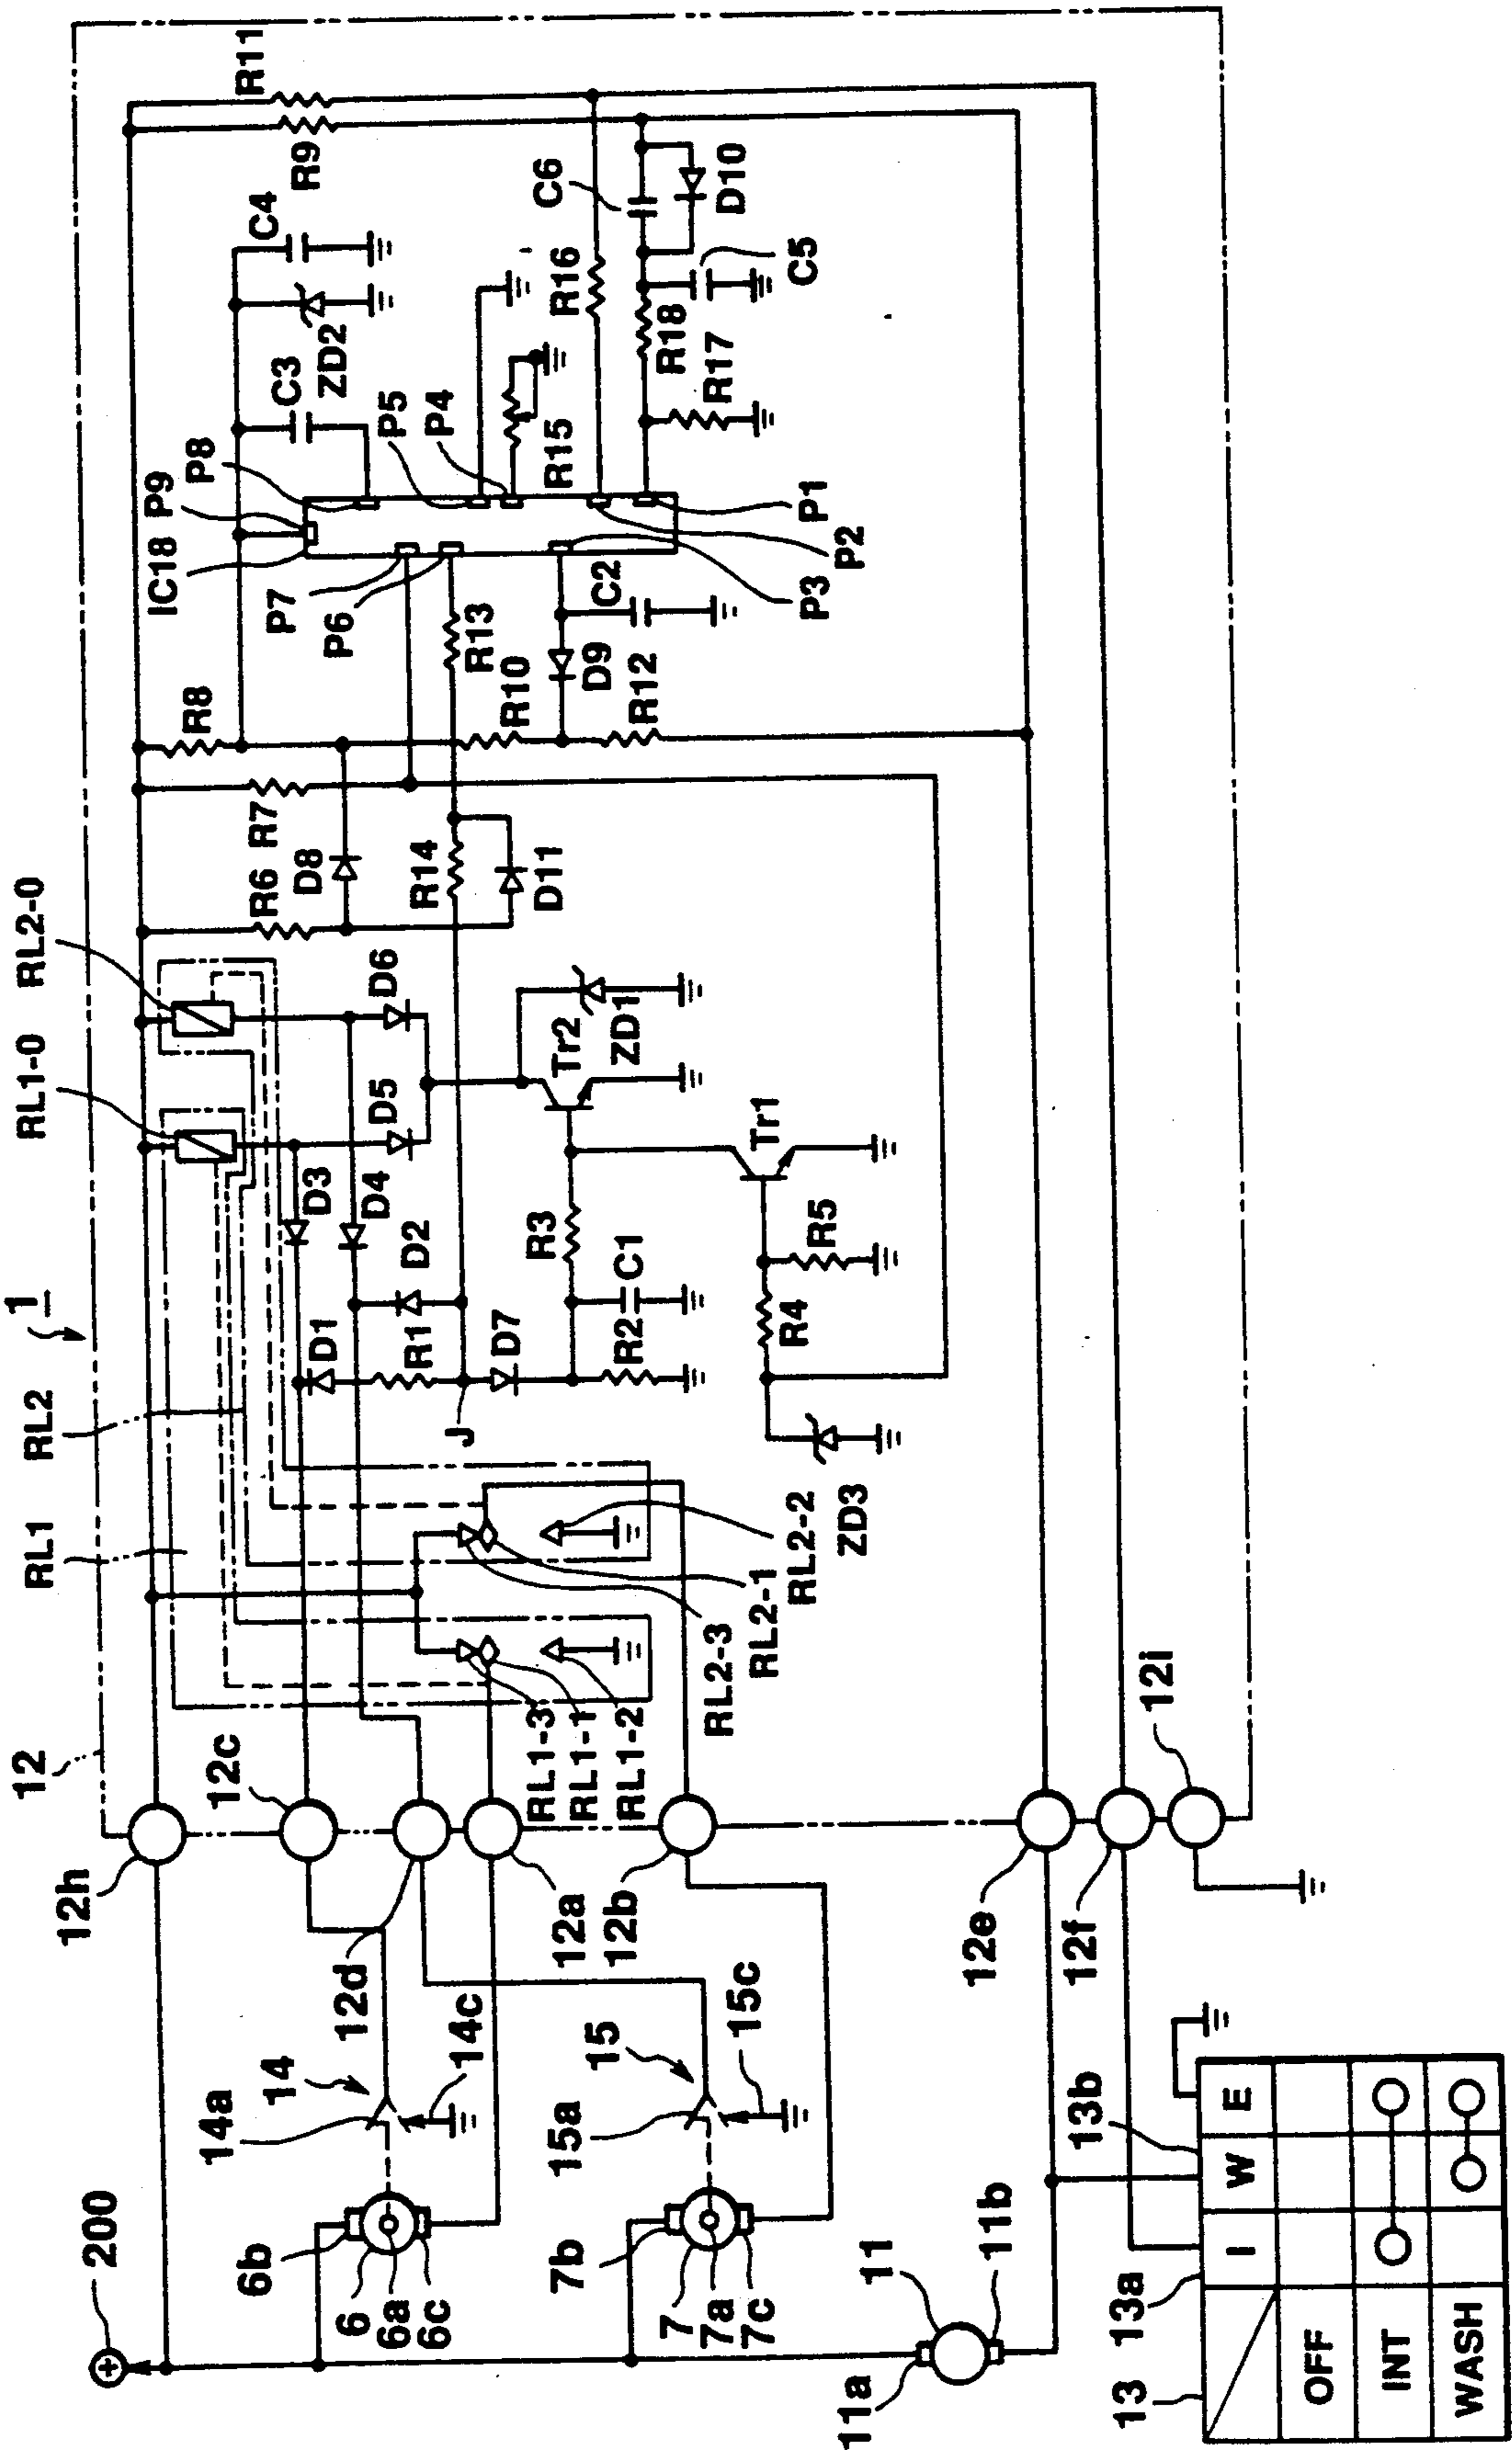 1
12
RL1
RL2
RL1-0
RL2-0
R11
R9
C4
ZD2
C3
P8
P9
IC18
P7
P6
P5
P4
R15
R16
C6
D10
C5
R18
R17
P1
P2
P3
C2
R13
R10
D9
R12
R8
R7
R6
D8
R14
D11
D6
D5
D3
D4
D2
D1
R1
J
D7
Tr2
ZD1
R3
C1
R2
Tr1
R5
R4
ZD3
RL2-2
RL2-1
RL2-3
RL1-3
RL1-1
RL1-2
12h
12c
12d
12a
12b
12e
12f
12i
200
14
14a
14c
15
15a
15c
6b
6
6a
6c
7b
7
7a
7c
11
11a
11b
13
13a
13b
I W E
OFF
INT
WASH